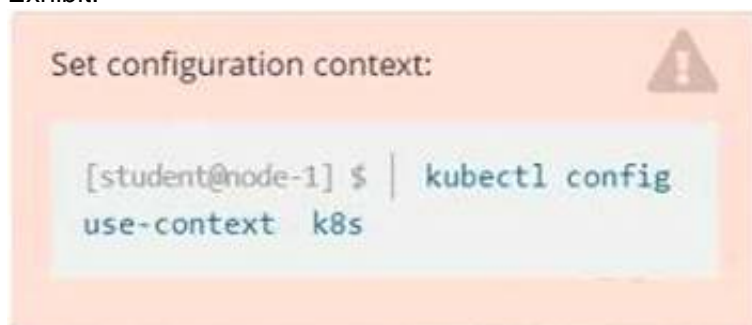 Set configuration context:
[student@node-1] $ | kubectl config
use-context k8s